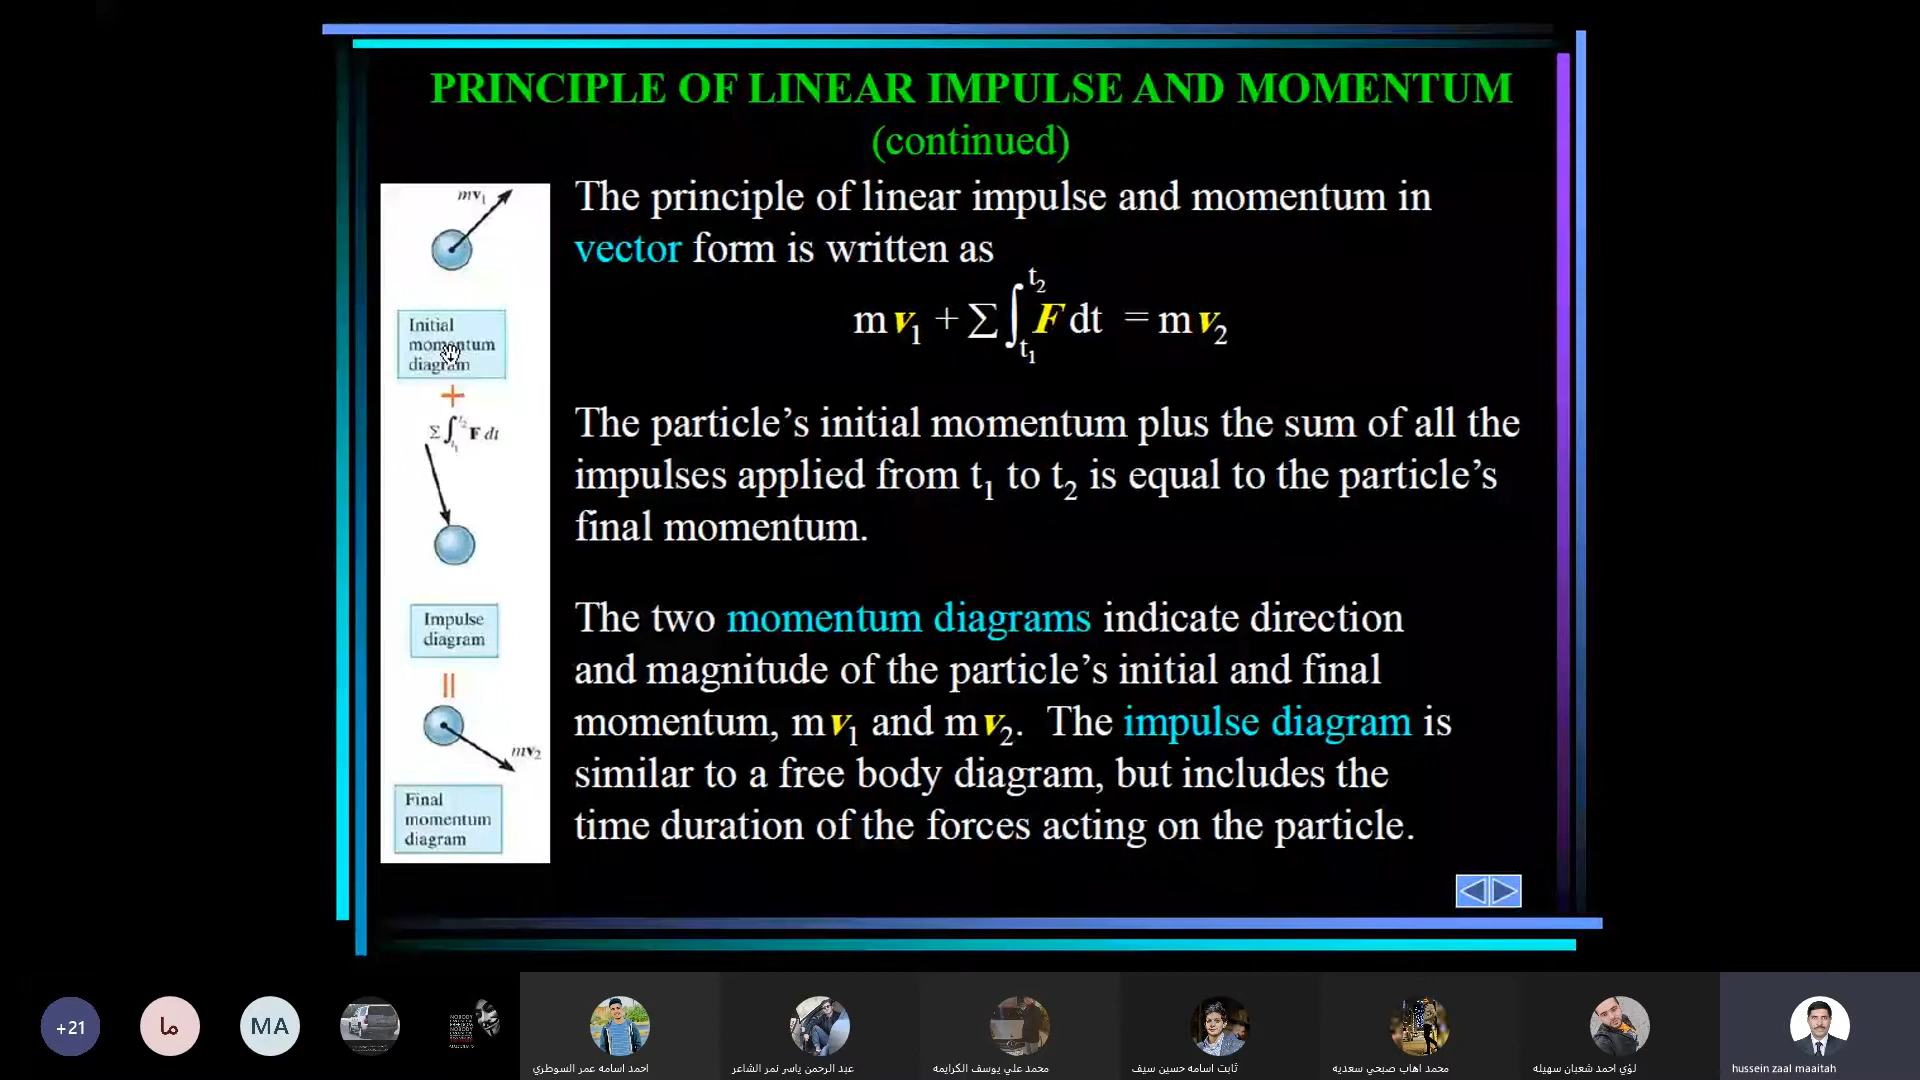 PRINCIPLE OF LINEAR IMPULSE AND MOMENTUM
(continued)
The principle of linear impulse and momentum in
vector form is written as
m v₁ + Σ ∫ₜ₁ᵗ² F dt = m v₂
The particle’s initial momentum plus the sum of all the
impulses applied from t₁ to t₂ is equal to the particle’s
final momentum.
The two momentum diagrams indicate direction
and magnitude of the particle’s initial and final
momentum, m v₁ and m v₂. The impulse diagram is
similar to a free body diagram, but includes the
time duration of the forces acting on the particle.
mv₁
Initial
momentum
diagram
+
Σ ∫ₜ₁ᵗ² F dt
Impulse
diagram
=
mv₂
Final
momentum
diagram
+21
ما
MA
NOBODY
احمد اسامه عمر السوطري
عبد الرحمن ياسر نمر الشاعر
محمد علي يوسف الكرايمه
ثابت اسامه حسين سيف
محمد اهاب صبحي سعديه
لؤي احمد شعبان سهيله
hussein zaal maaitah